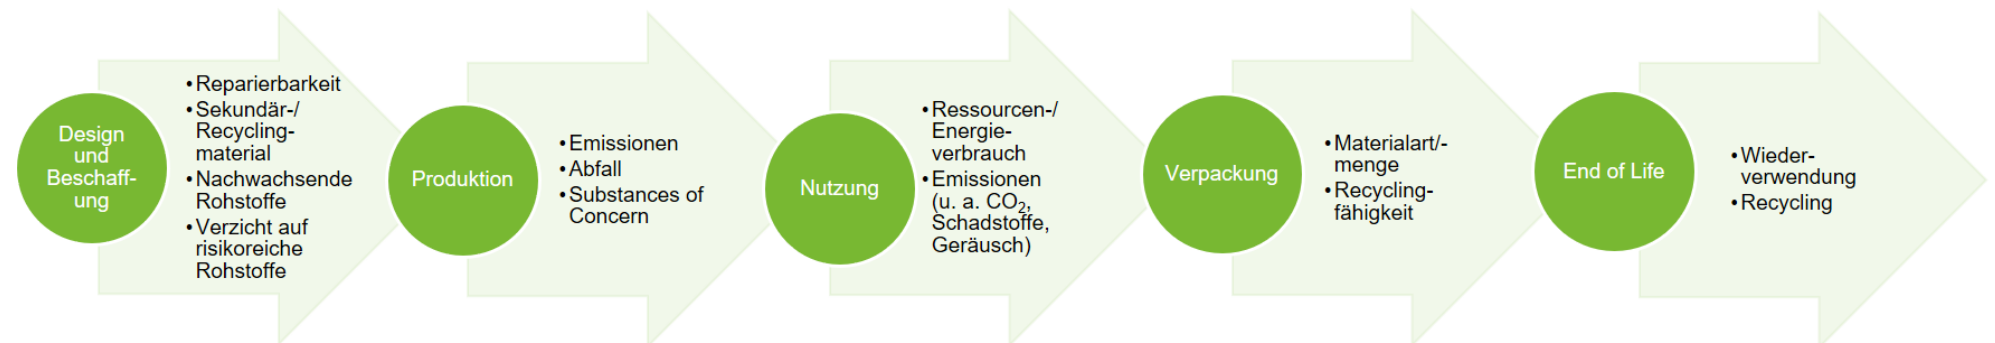 Design
und
Beschaff-
ung
•Reparierbarkeit
•Sekundär-/
Recycling-
material
•Nachwachsende
Rohstoffe
•Verzicht auf
risikoreiche
Rohstoffe
Produktion
•Emissionen
•Abfall
•Substances of
Concern
Nutzung
•Ressourcen-/
Energie-
verbrauch
•Emissionen
(u. a. CO₂,
Schadstoffe,
Geräusch)
Verpackung
•Materialart/-
menge
•Recycling-
fähigkeit
End of Life
•Wieder-
verwendung
•Recycling